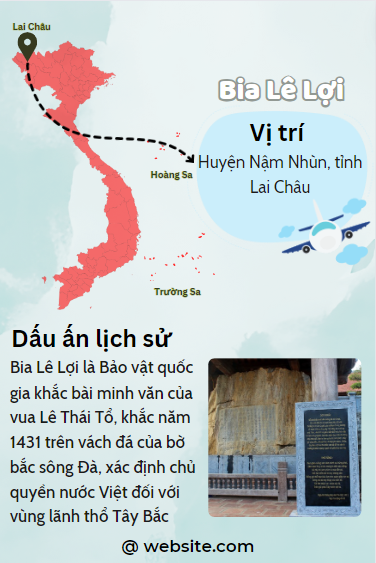 Lai Châu
Bia Lê Lợi
Vị trí
Huyện Nậm Nhùn, tỉnh
Lai Châu
Hoàng Sa
Trường Sa
Dấu ấn lịch sử
Bia Lê Lợi là Bảo vật quốc
gia khắc bài minh văn của
vua Lê Thái Tổ, khắc năm
1431 trên vách đá của bờ
bắc sông Đà, xác định chủ
quyền nước Việt đối với
vùng lãnh thổ Tây Bắc
@ website.com